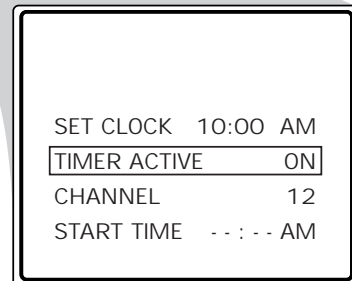 SET CLOCK 10:00 AM
TIMER ACTIVE ON
CHANNEL 12
START TIME --:-- AM